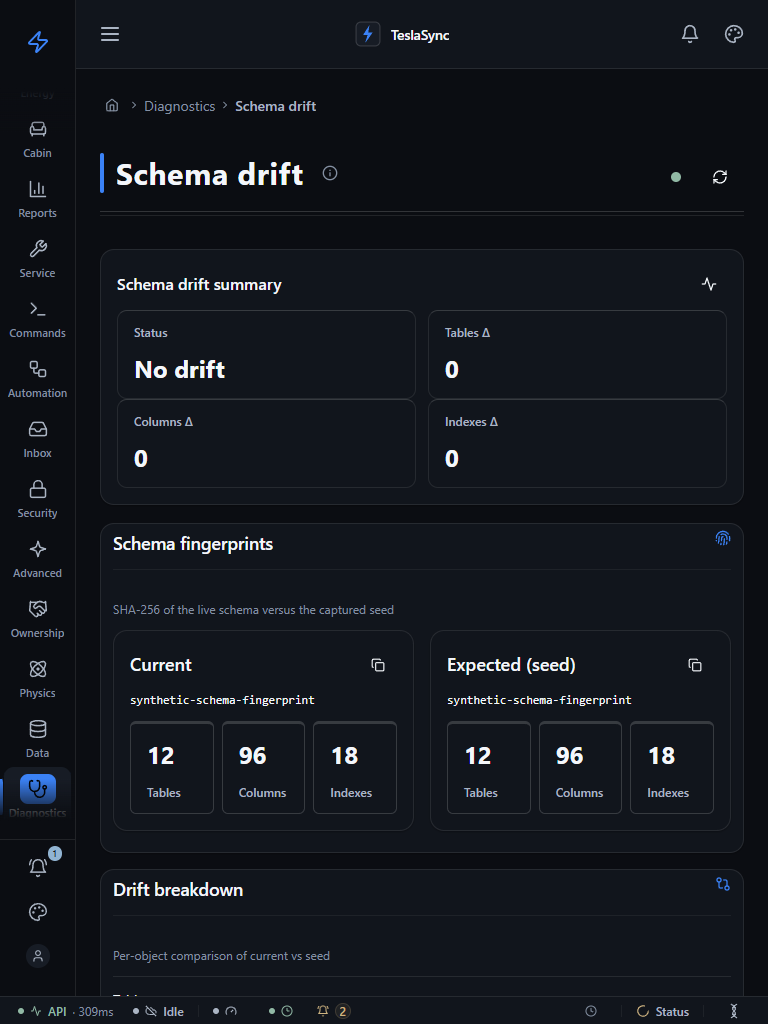 TeslaSync
Energy
Cabin
Reports
Service
Commands
Automation
Inbox
Security
Advanced
Ownership
Physics
Data
Diagnostics
1
Diagnostics
Schema drift
Schema drift
Schema drift summary
Status
No drift
Tables Δ
0
Columns Δ
0
Indexes Δ
0
Schema fingerprints
SHA-256 of the live schema versus the captured seed
Current
synthetic-schema-fingerprint
12
Tables
96
Columns
18
Indexes
Expected (seed)
synthetic-schema-fingerprint
12
Tables
96
Columns
18
Indexes
Drift breakdown
Per-object comparison of current vs seed
API · 309ms
Idle
2
Status